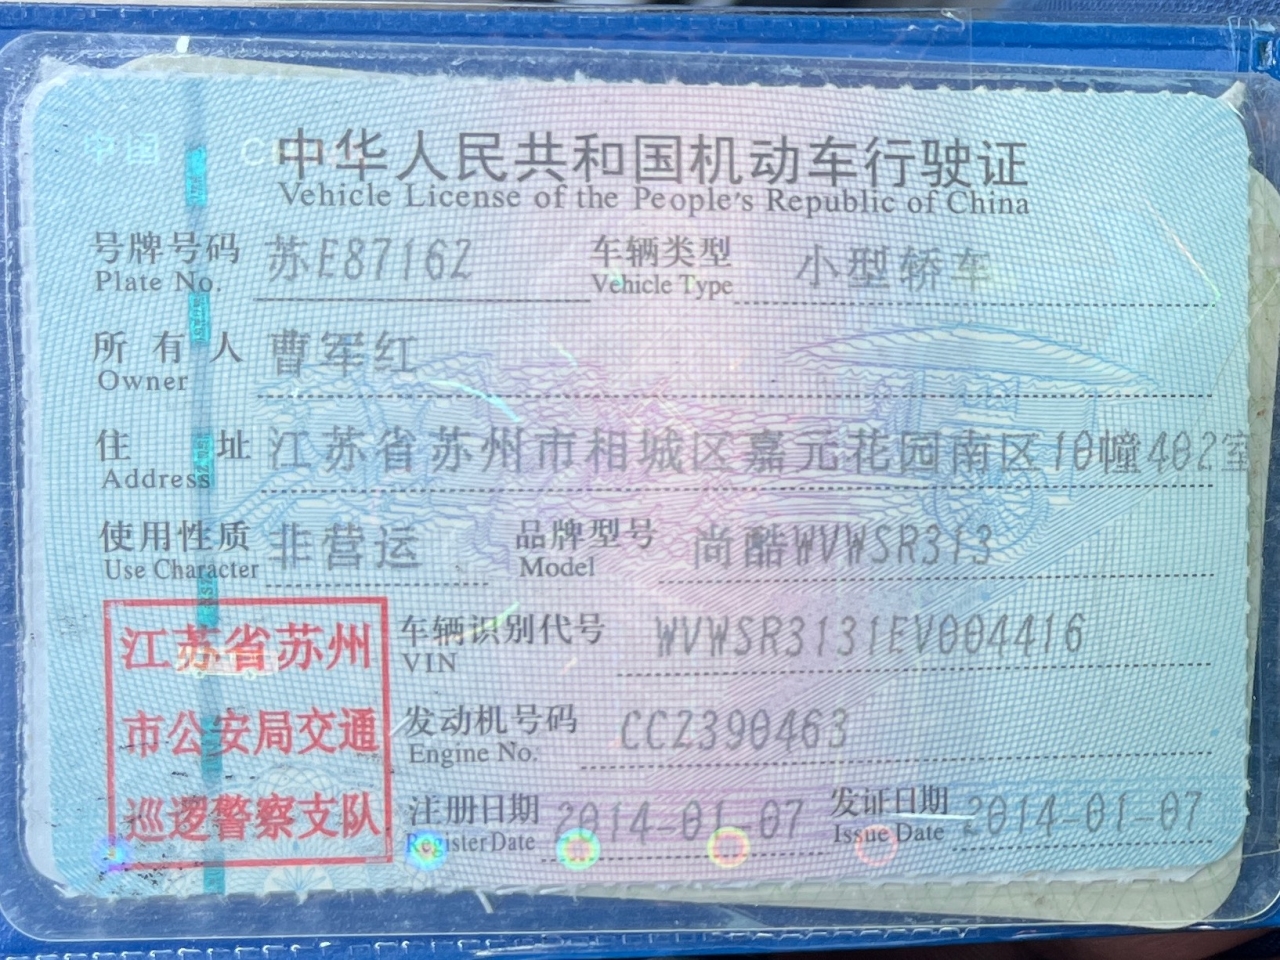 中国 C
中华人民共和国机动车行驶证
Vehicle License of the People's Republic of China
号牌号码 苏E87162 车辆类型 小型轿车
Plate No. Vehicle Type
所有人 曹军红
Owner
住址 江苏省苏州市相城区嘉元花园南区10幢402室
Address
使用性质 非营运 品牌型号 尚酷WVWSR313
Use Character Model
江苏省苏州
市公安局交通
巡逻警察支队
车辆识别代号 WVWSR3131EV004416
VIN
发动机号码 CCZ390463
Engine No.
注册日期 2014-01-07 发证日期 2014-01-07
Register Date Issue Date